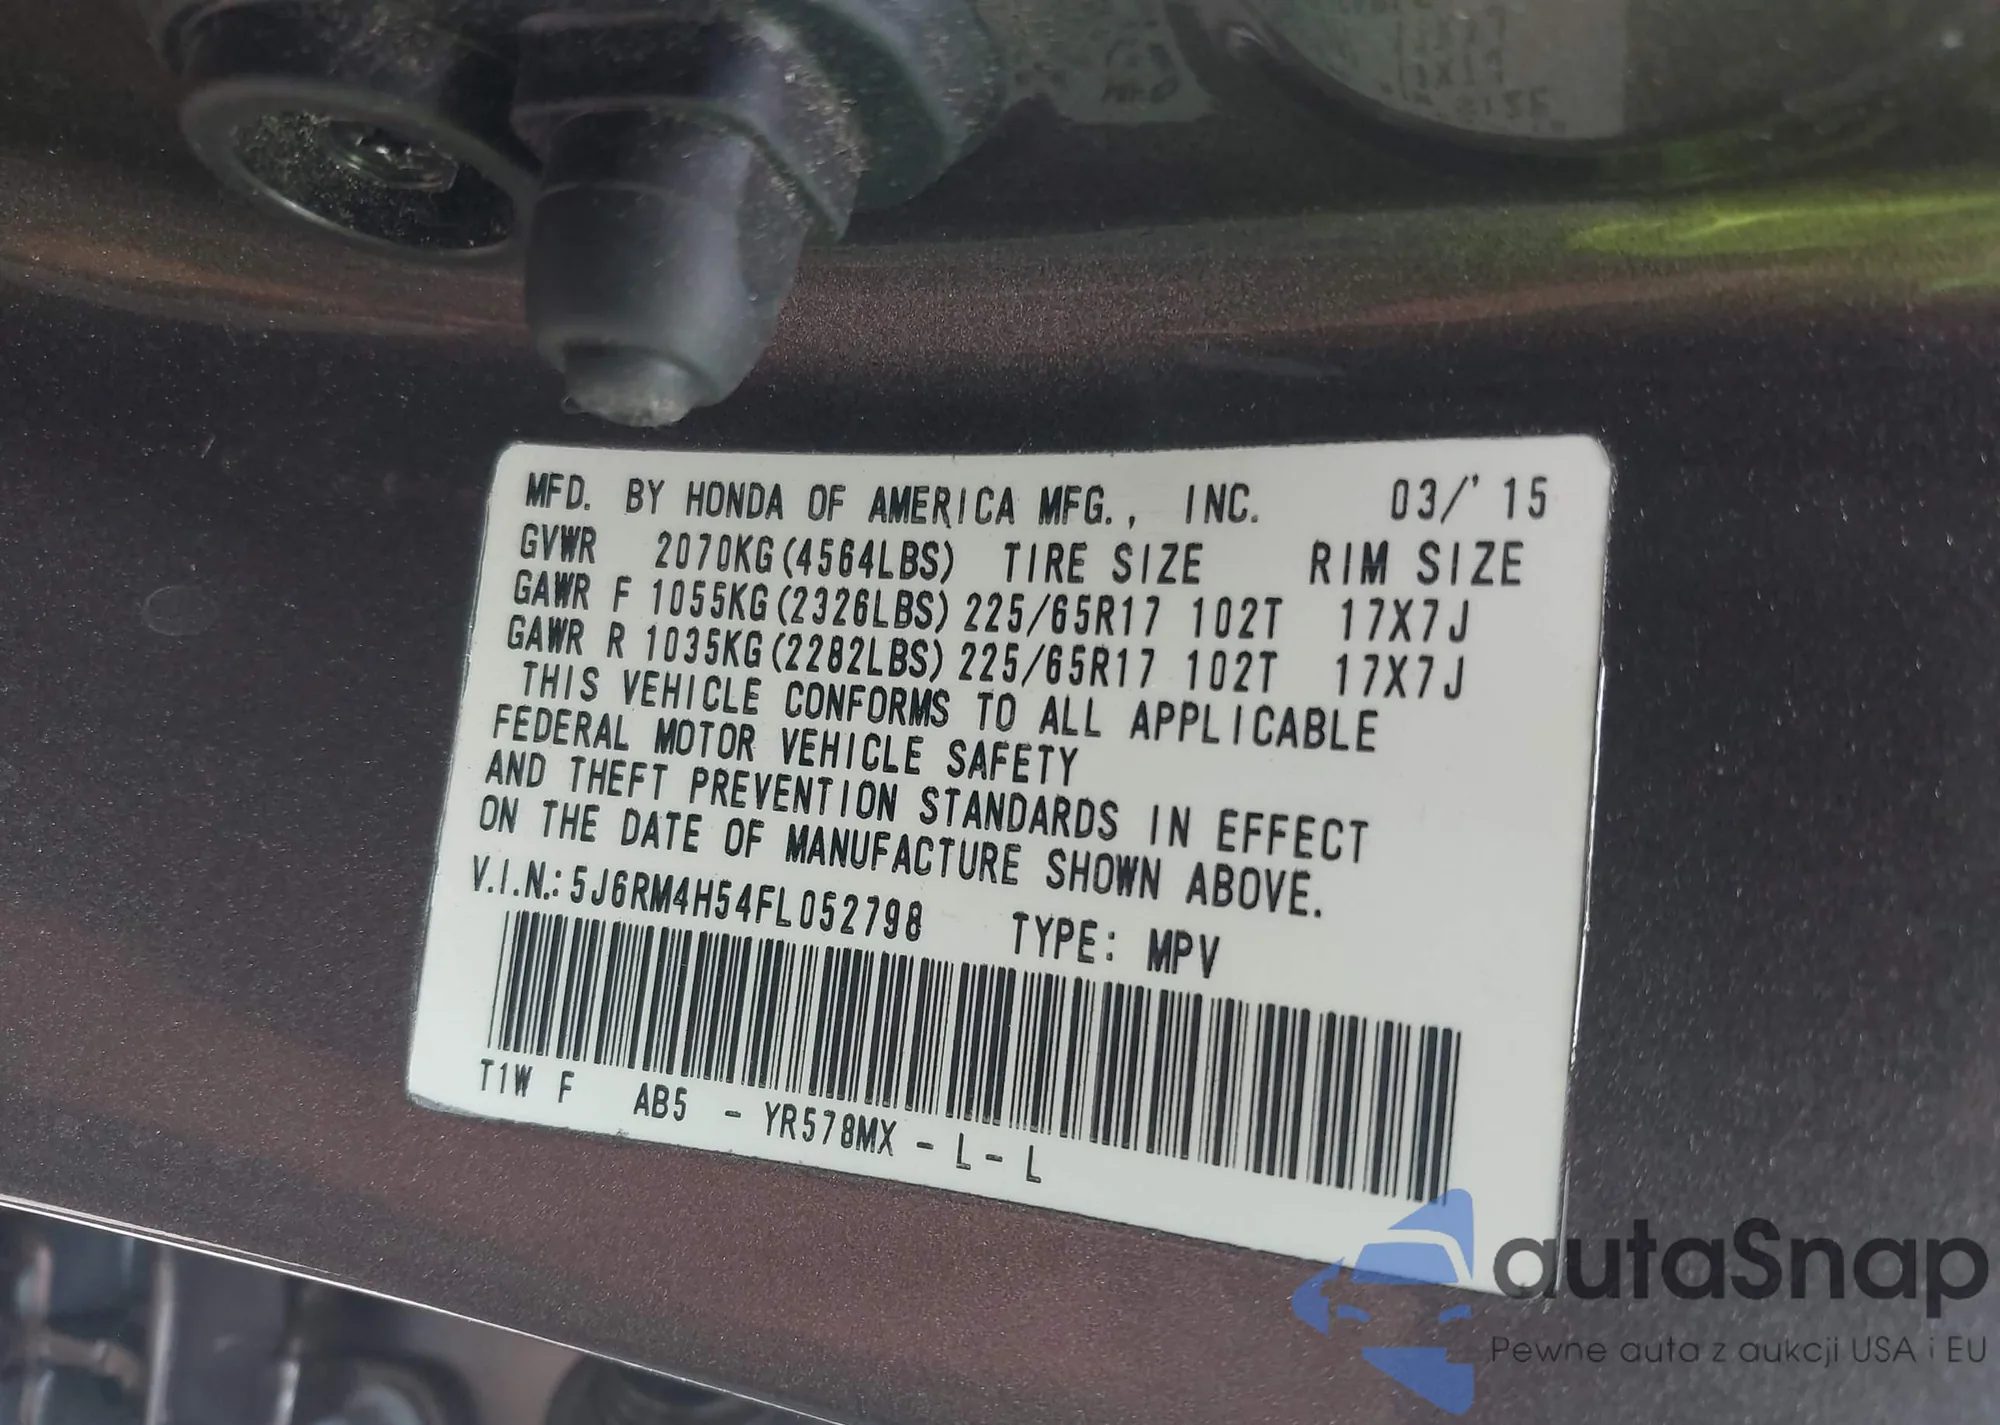 MFD. BY HONDA OF AMERICA MFG., INC. 03/'15
GVWR 2070KG(4564LBS) TIRE SIZE RIM SIZE
GAWR F 1055KG(2326LBS) 225/65R17 102T 17X7J
GAWR R 1035KG(2282LBS) 225/65R17 102T 17X7J
THIS VEHICLE CONFORMS TO ALL APPLICABLE
FEDERAL MOTOR VEHICLE SAFETY
AND THEFT PREVENTION STANDARDS IN EFFECT
ON THE DATE OF MANUFACTURE SHOWN ABOVE.
V.I.N.: 5J6RM4H54FL052798 TYPE: MPV
T1W F AB5 - YR578MX - L - L
autaSnap
Pewne auta z aukcji USA i EU